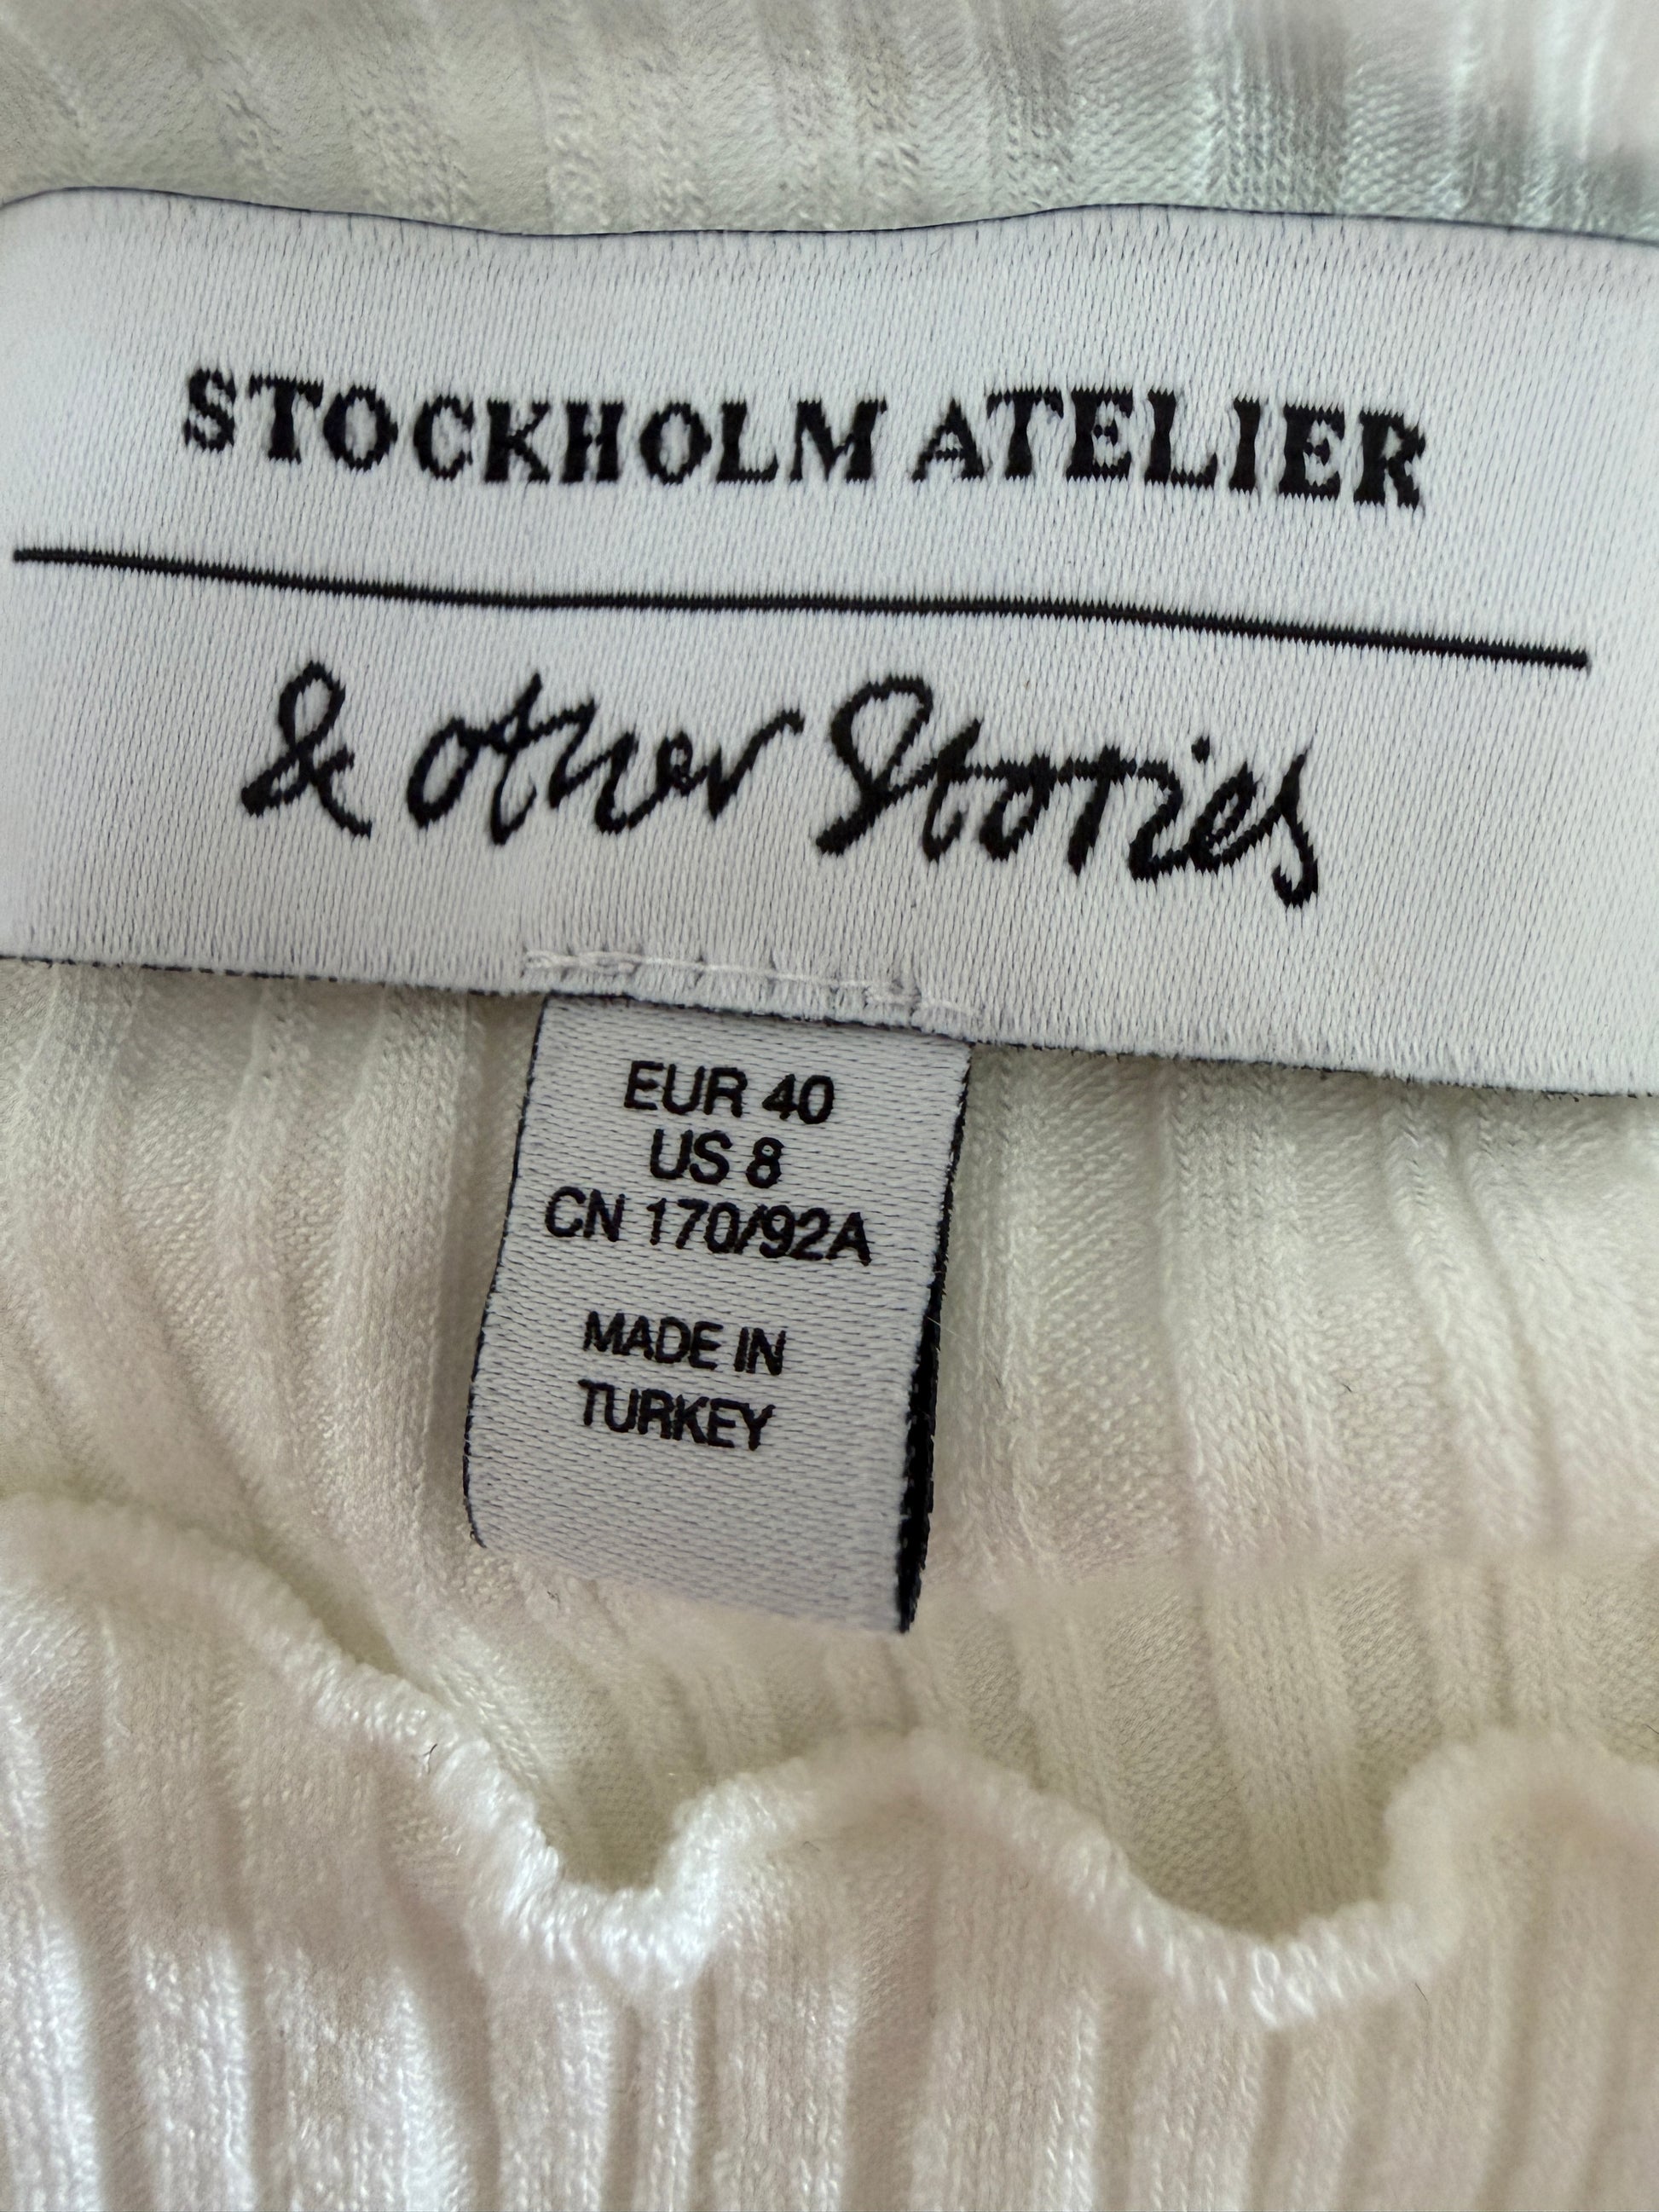 STOCKHOLM ATELIER
& other Stories
EUR 40
US 8
CN 170/92A
MADE IN
TURKEY